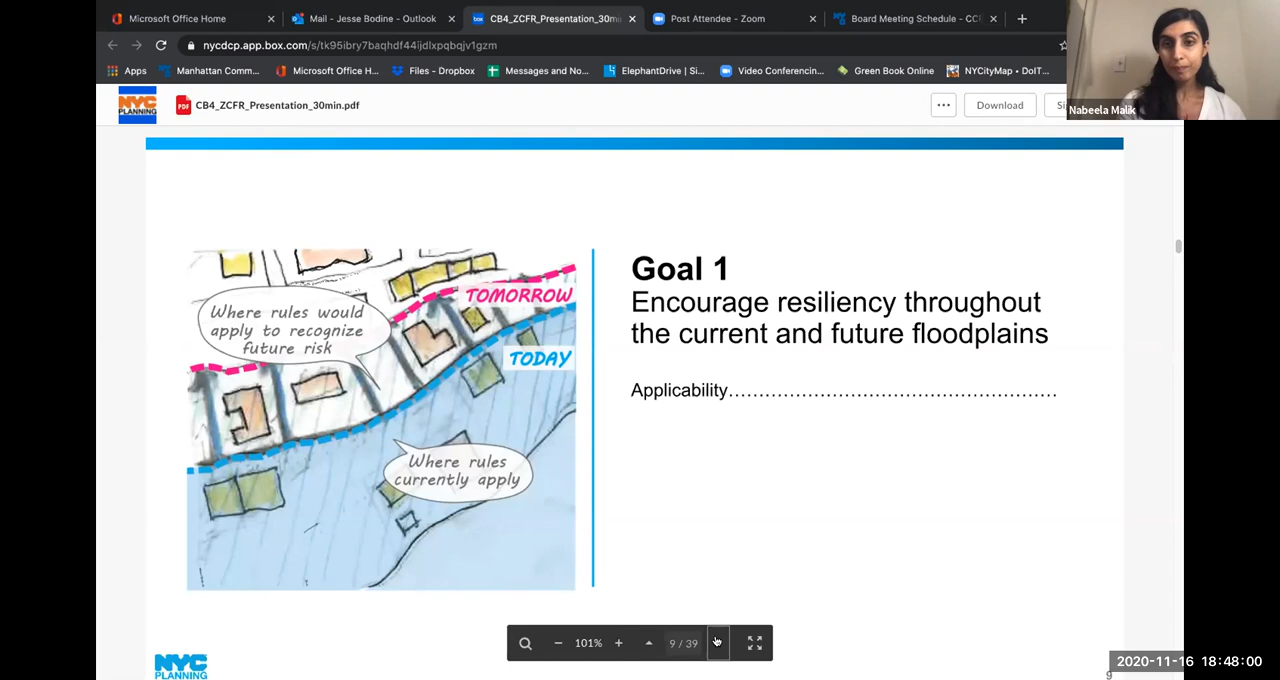 Microsoft Office Home
Mail - Jesse Bodine - Outlook
CB4_ZCFR_Presentation_30mi
Post Attendee - Zoom
Board Meeting Schedule - CC
nycdcp.app.box.com/s/tk95ibry7baqhdf44ijdlxpqbqjv1gzm
Apps
Manhattan Comm...
Microsoft Office H...
Files - Dropbox
Messages and No...
ElephantDrive | Si...
Video Conferencin...
Green Book Online
NYCityMap • DoIT...
NYC
PLANNING
PDF
CB4_ZCFR_Presentation_30min.pdf
Download
Nabeela Malik
Where rules would
apply to recognize
future risk
TOMORROW
TODAY
Where rules
currently apply
Goal 1
Encourage resiliency throughout
the current and future floodplains
Applicability......................................................
101%
9 / 39
NYC
PLANNING
2020-11-16 18:48:00
9